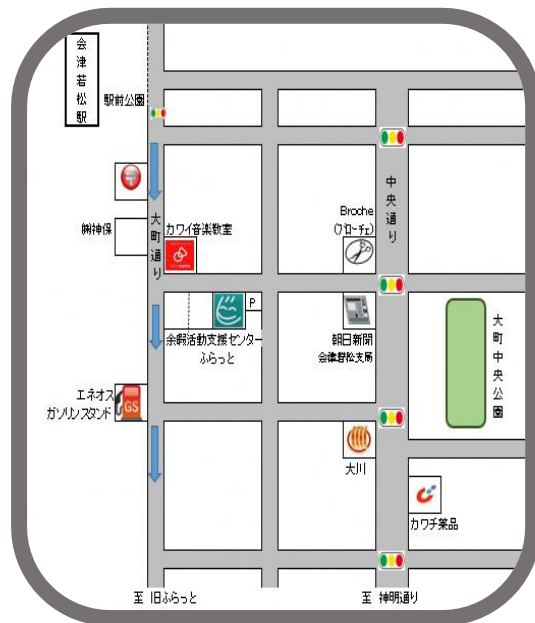 会津若松駅
駅前公園
㈱神保
大町通り
カワイ音楽教室
Broche
(ブローチェ)
中央通り
P
余暇活動支援センター
ふらっと
朝日新聞
会津若松支局
大町中央公園
エネオス
ガソリンスタンド
GS
大川
カワチ薬品
至 旧ふらっと
至 神明通り